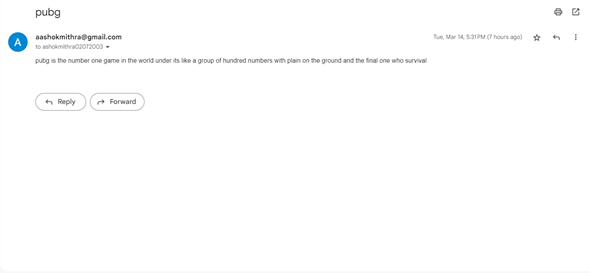 pubg
aashokmithra@gmail.com
Tue, Mar 14, 5:31 PM (7 hours ago)
A
to ashokmithra02072003
pubg is the number one game in the world under its like a group of hundred numbers with plain on the ground and the final one who survival
Reply
Forward